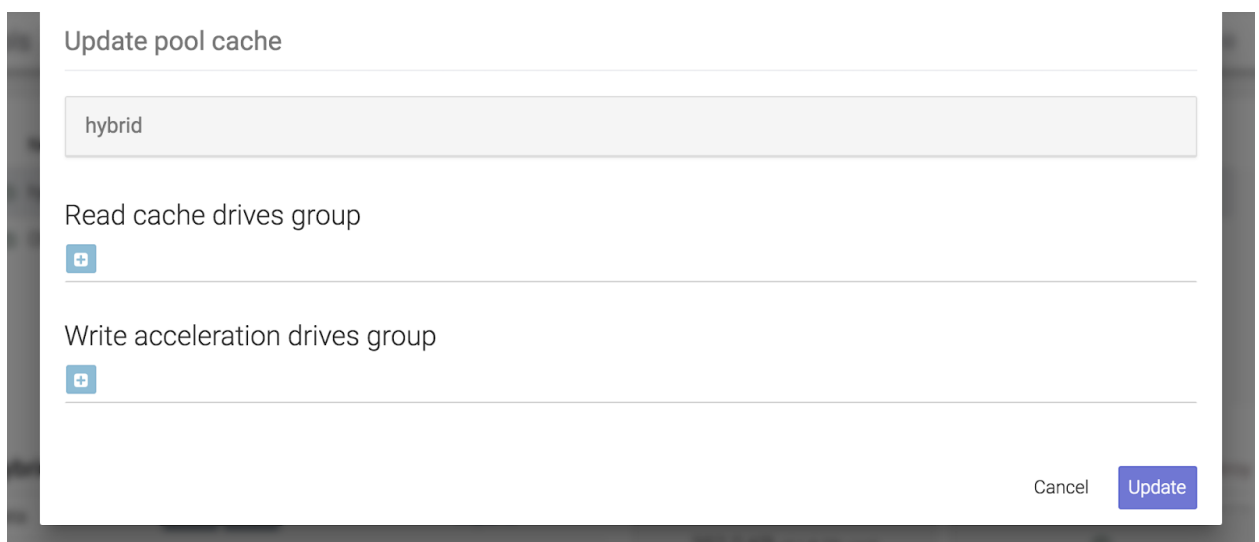 Update pool cache
hybrid
Read cache drives group
Write acceleration drives group
Cancel
Update